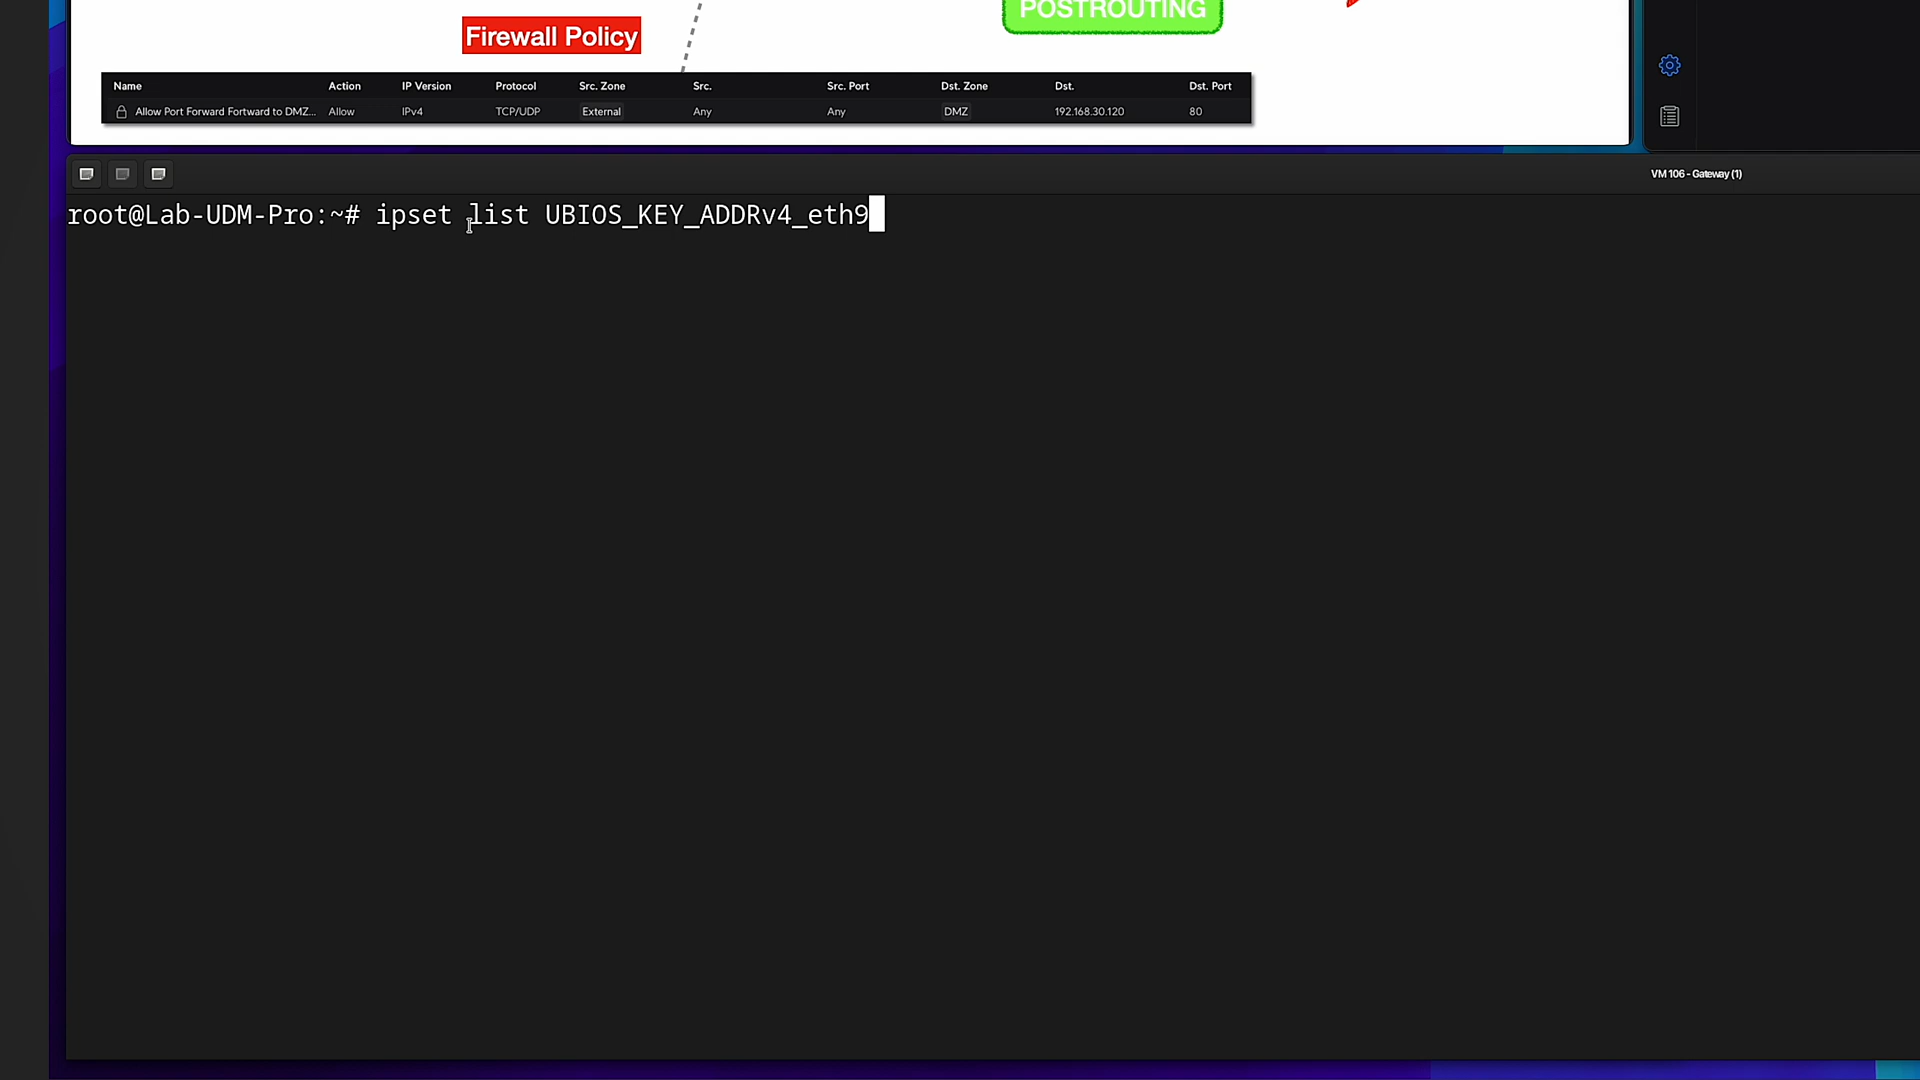 POSTROUTING
Firewall Policy
Name Action IP Version Protocol Src. Zone Src. Src. Port Dst. Zone Dst. Dst. Port
Allow Port Forward Fortward to DMZ... Allow IPv4 TCP/UDP External Any Any DMZ 192.168.30.120 80
VM 106 - Gateway (1)
root@Lab-UDM-Pro:~# ipset list UBIOS_KEY_ADDRv4_eth9